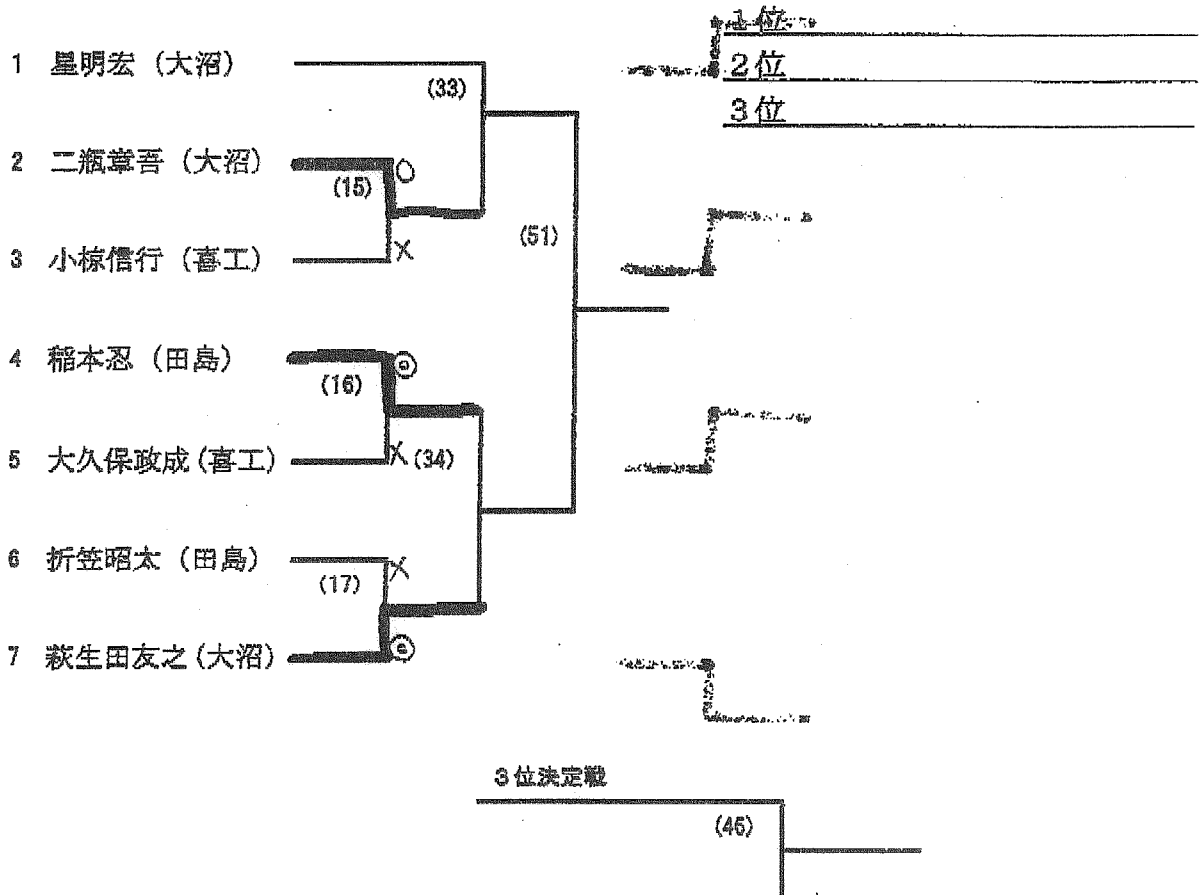 1位
1 星明宏 (大沼)
2位
(33)
3位
2 二瓶章吾 (大沼)
○
(15)
(51)
3 小椋信行 (喜工)
×
4 稲本忍 (田島)
(16)
◎
5 大久保政成 (喜工)
× (34)
6 折笠昭太 (田島)
×
(17)
7 萩生田友之 (大沼)
◎
3位決定戦
(45)